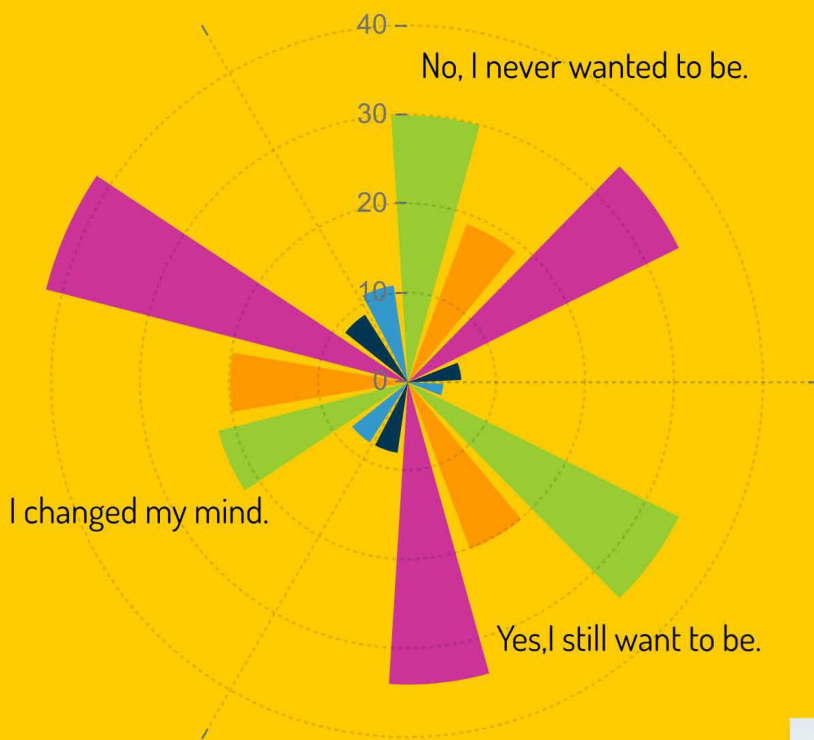 40
No, I never wanted to be.
30
20
10
0
I changed my mind.
Yes,I still want to be.